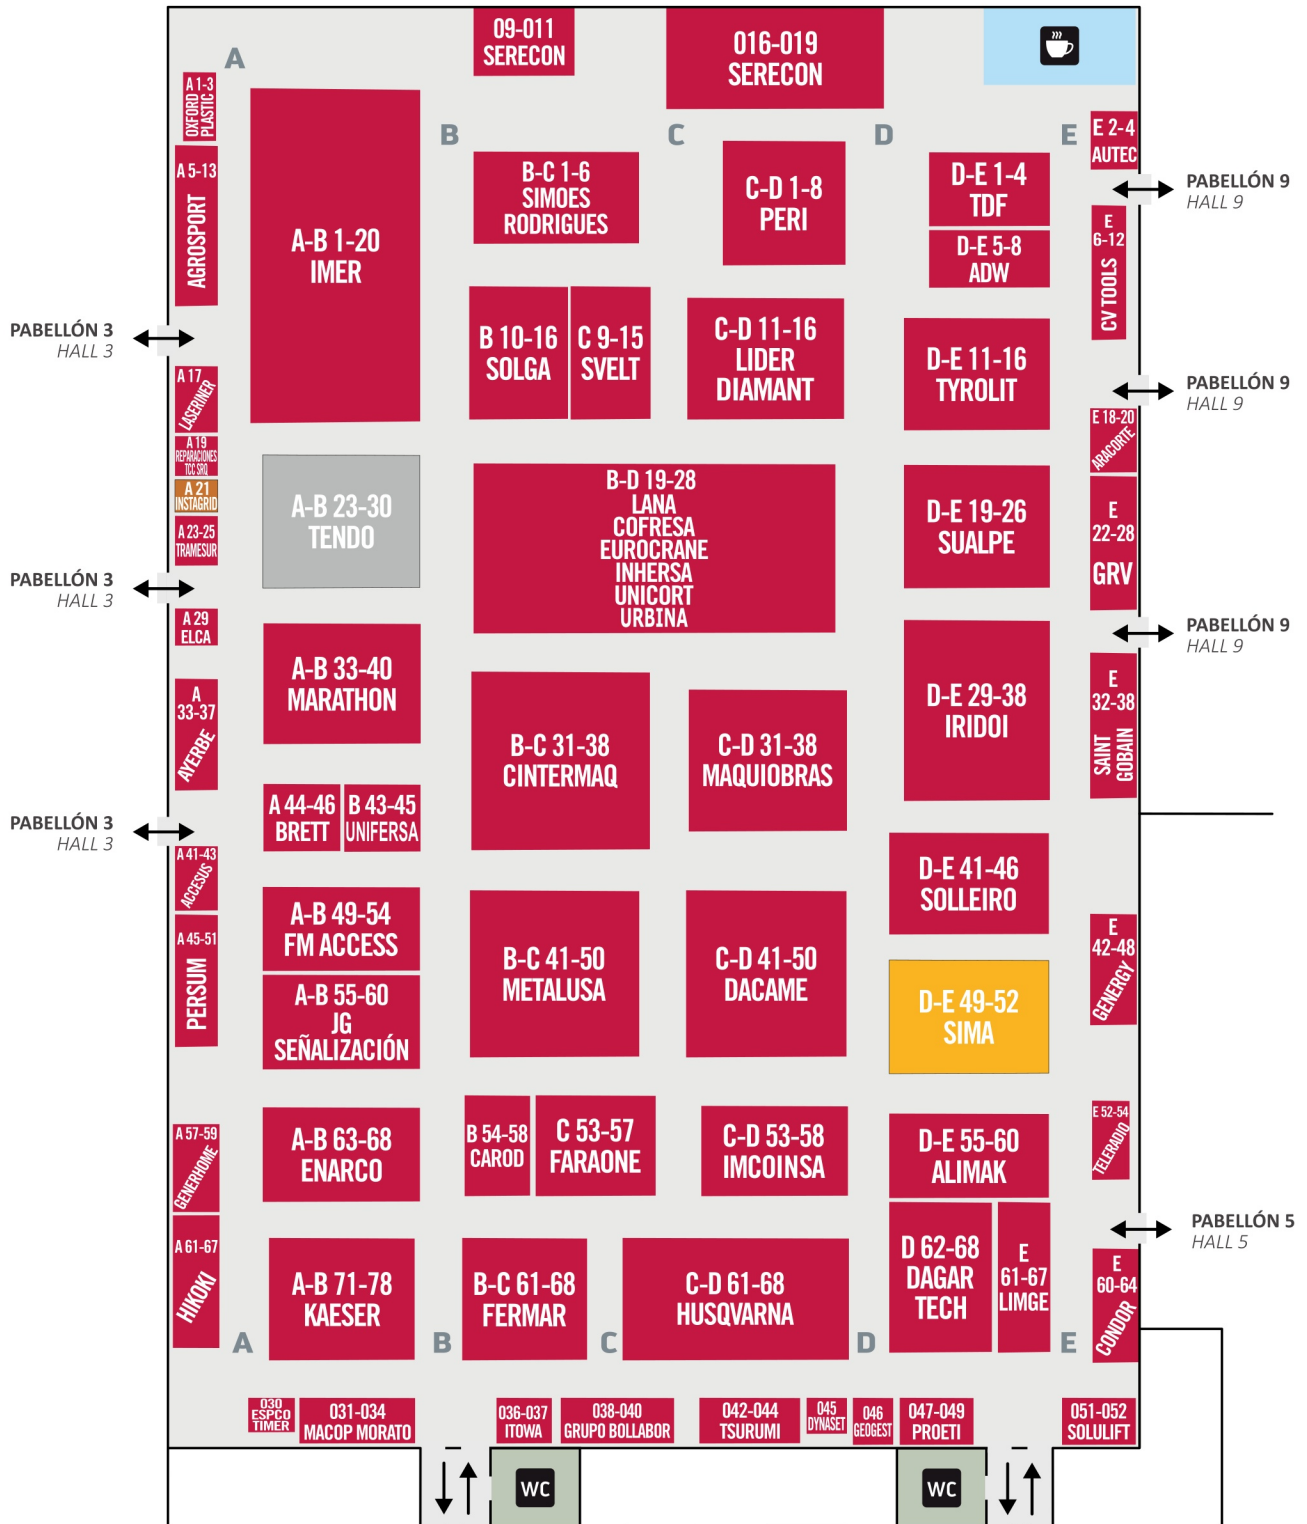 09-011
SERECON
016-019
SERECON
A
A 1-3
OXFORD
PLASTIC
B
C
D
E
E 2-4
AUTEC
A 5-13
AGROSPORT
A-B 1-20
IMER
B-C 1-6
SIMOES
RODRIGUES
C-D 1-8
PERI
D-E 1-4
TDF
D-E 5-8
ADW
PABELLÓN 9
HALL 9
E
6-12
CV TOOLS
PABELLÓN 3
HALL 3
B 10-16
SOLGA
C 9-15
SVELT
C-D 11-16
LIDER
DIAMANT
D-E 11-16
TYROLIT
PABELLÓN 9
HALL 9
A 17
LASERINER
A 19
REPARACIONES
TCC SRQ
A 21
INSTAGRID
A 23-25
TRAMESUR
A-B 23-30
TENDO
B-D 19-28
LANA
COFRESA
EUROCRANE
INHERSA
UNICORT
URBINA
D-E 19-26
SUALPE
E 18-20
ARACORTE
E
22-28
GRV
PABELLÓN 3
HALL 3
A 29
ELCA
PABELLÓN 9
HALL 9
A
33-37
AYERBE
A-B 33-40
MARATHON
B-C 31-38
CINTERMAQ
C-D 31-38
MAQUIOBRAS
D-E 29-38
IRIDOI
E
32-38
SAINT
GOBAIN
A 44-46
BRETT
B 43-45
UNIFERSA
PABELLÓN 3
HALL 3
A 41-43
ACCESUS
A 45-51
PERSUM
A-B 49-54
FM ACCESS
A-B 55-60
JG
SEÑALIZACIÓN
B-C 41-50
METALUSA
C-D 41-50
DACAME
D-E 41-46
SOLLEIRO
D-E 49-52
SIMA
E
42-48
GENERGY
A 57-59
GENERHOME
A-B 63-68
ENARCO
B 54-58
CAROD
C 53-57
FARAONE
C-D 53-58
IMCOINSA
D-E 55-60
ALIMAK
E 52-54
TELERADIO
A 61-67
HIKOKI
A-B 71-78
KAESER
B-C 61-68
FERMAR
C-D 61-68
HUSQVARNA
D 62-68
DAGAR
TECH
E
61-67
LIMGE
PABELLÓN 5
HALL 5
E
60-64
CONDOR
A
B
C
D
E
030
ESPCO
TIMER
031-034
MACOP MORATO
036-037
ITOWA
038-040
GRUPO BOLLABOR
042-044
TSURUMI
045
DYNASET
046
GEOGEST
047-049
PROETI
051-052
SOLULIFT
WC
WC